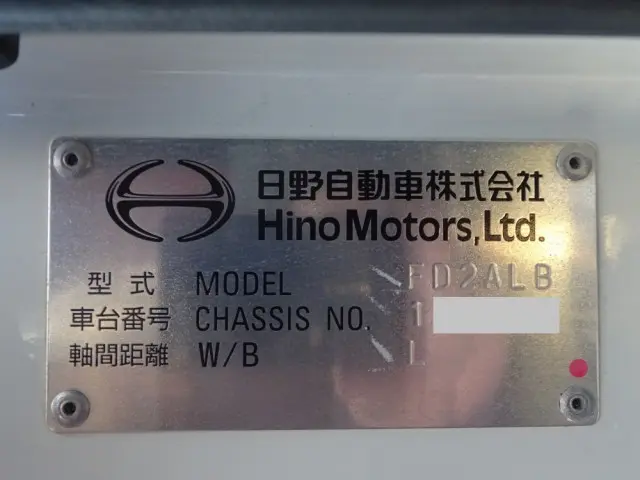 日野自動車株式会社
Hino Motors, Ltd.
型式 MODEL FD2ALB
車台番号 CHASSIS NO. 1
軸間距離 W/B L